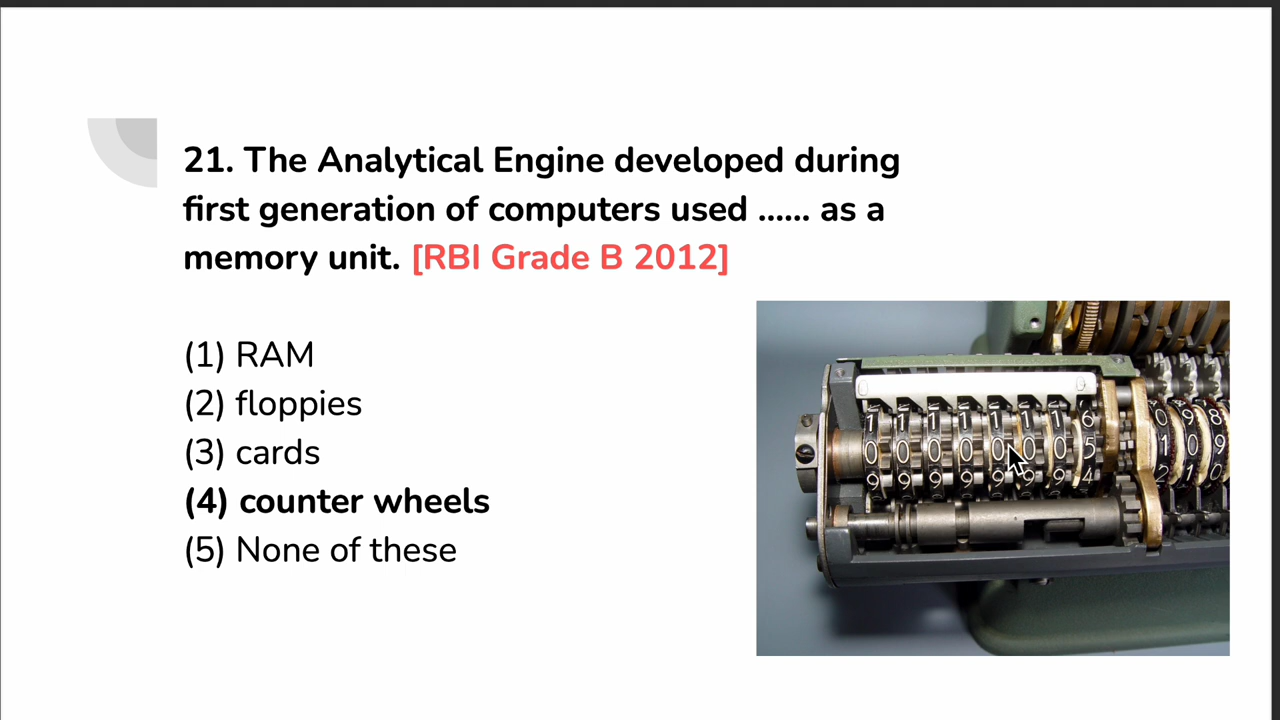 21. The Analytical Engine developed during
first generation of computers used ...... as a
memory unit. [RBI Grade B 2012]
(1) RAM
(2) floppies
(3) cards
(4) counter wheels
(5) None of these